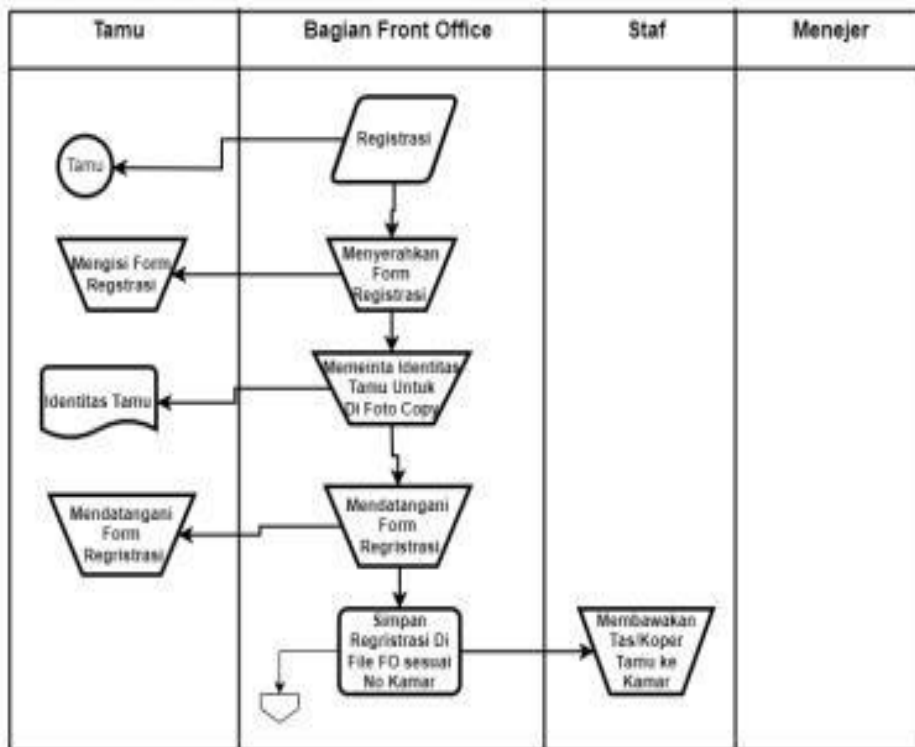 Tamu
Bagian Front Office
Staf
Menejer
Registrasi
Tamu
Menyerahkan
Form
Registrasi
Mengisi Form
Regstrasi
Memeinta Identitas
Tamu Untuk
Di Foto Copy
Identitas Tamu
Mendatangani
Form
Regristrasi
Mendatangani
Form
Regristrasi
Simpan
Regristrasi Di
File FO sesuai
No Kamar
Membawakan
Tas/Koper
Tamu ke
Kamar